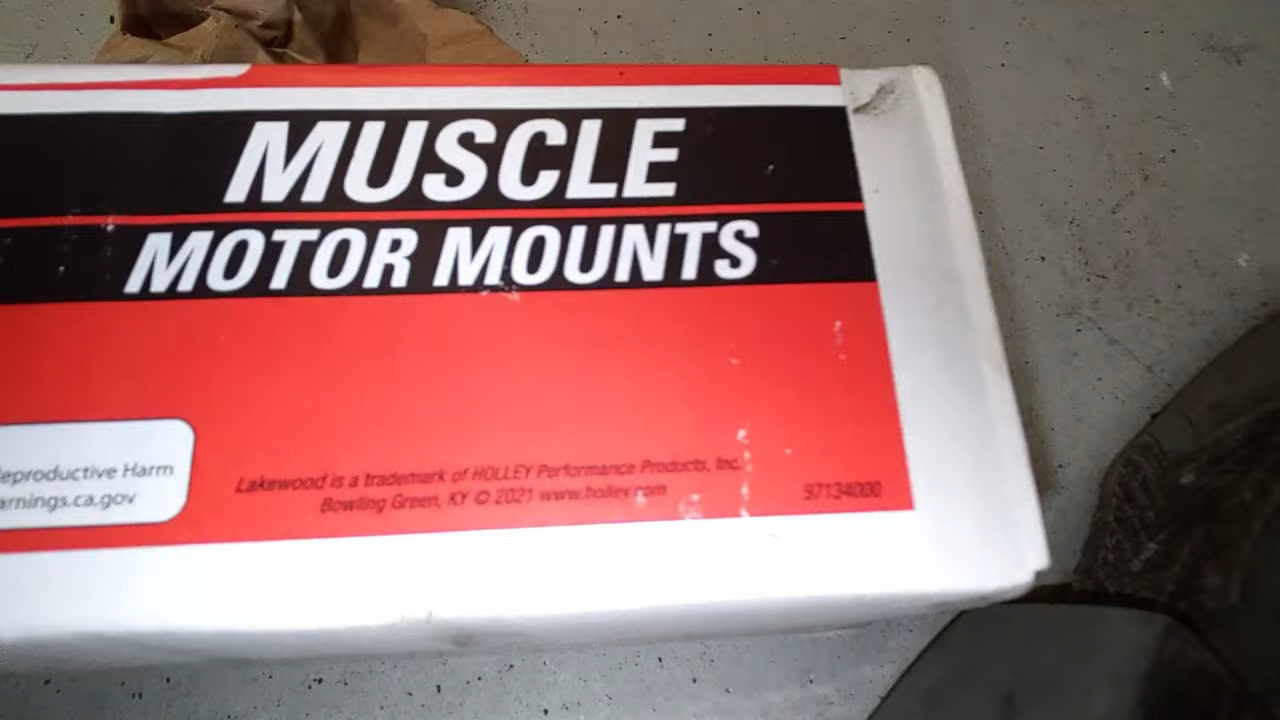 MUSCLE
MOTOR MOUNTS
eproductive Harm
arnings.ca.gov
Lakewood is a trademark of HOLLEY Performance Products, Inc.
Bowling Green, KY © 2021 www.holley.com
97134000